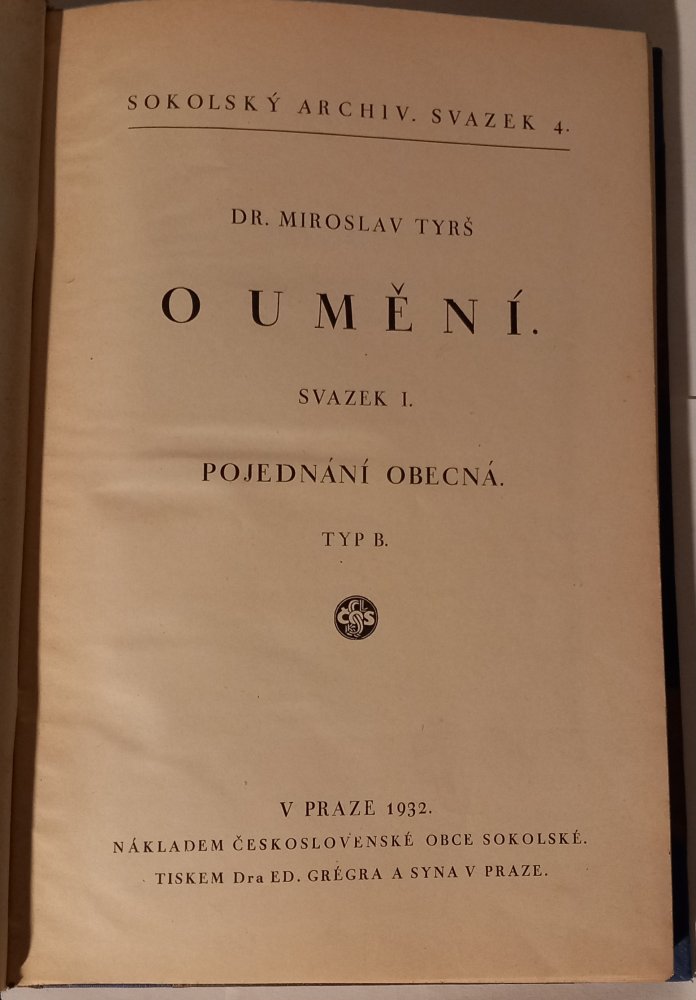 SOKOLSKÝ ARCHIV. SVAZEK 4.
DR. MIROSLAV TYRŠ
O UMĚNÍ.
SVAZEK I.
POJEDNÁNÍ OBECNÁ.
TYP B.
ČOS
V PRAZE 1932.
NÁKLADEM ČESKOSLOVENSKÉ OBCE SOKOLSKÉ.
TISKEM Dra ED. GRÉGRA A SYNA V PRAZE.